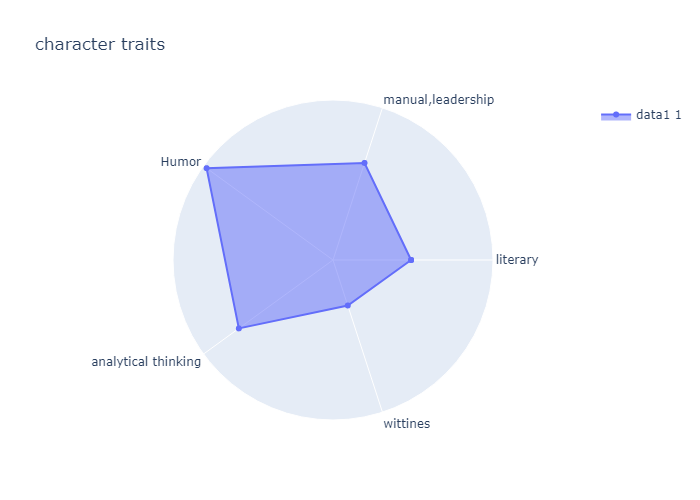 character traits
manual,leadership
data1 1
Humor
literary
analytical thinking
wittines